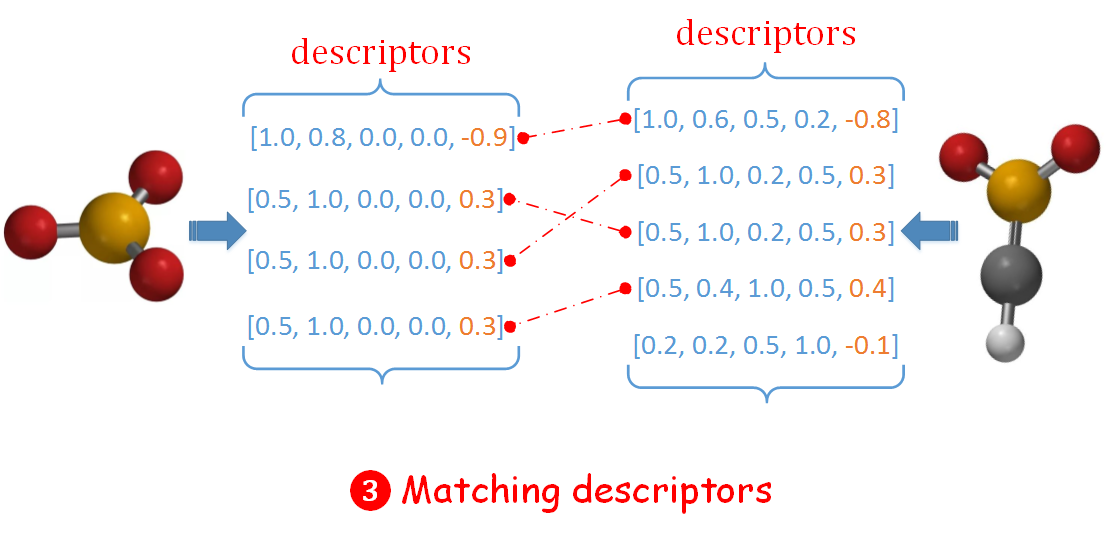 descriptors
[1.0, 0.8, 0.0, 0.0, -0.9]
[0.5, 1.0, 0.0, 0.0, 0.3]
[0.5, 1.0, 0.0, 0.0, 0.3]
[0.5, 1.0, 0.0, 0.0, 0.3]
descriptors
[1.0, 0.6, 0.5, 0.2, -0.8]
[0.5, 1.0, 0.2, 0.5, 0.3]
[0.5, 1.0, 0.2, 0.5, 0.3]
[0.5, 0.4, 1.0, 0.5, 0.4]
[0.2, 0.2, 0.5, 1.0, -0.1]
3 Matching descriptors